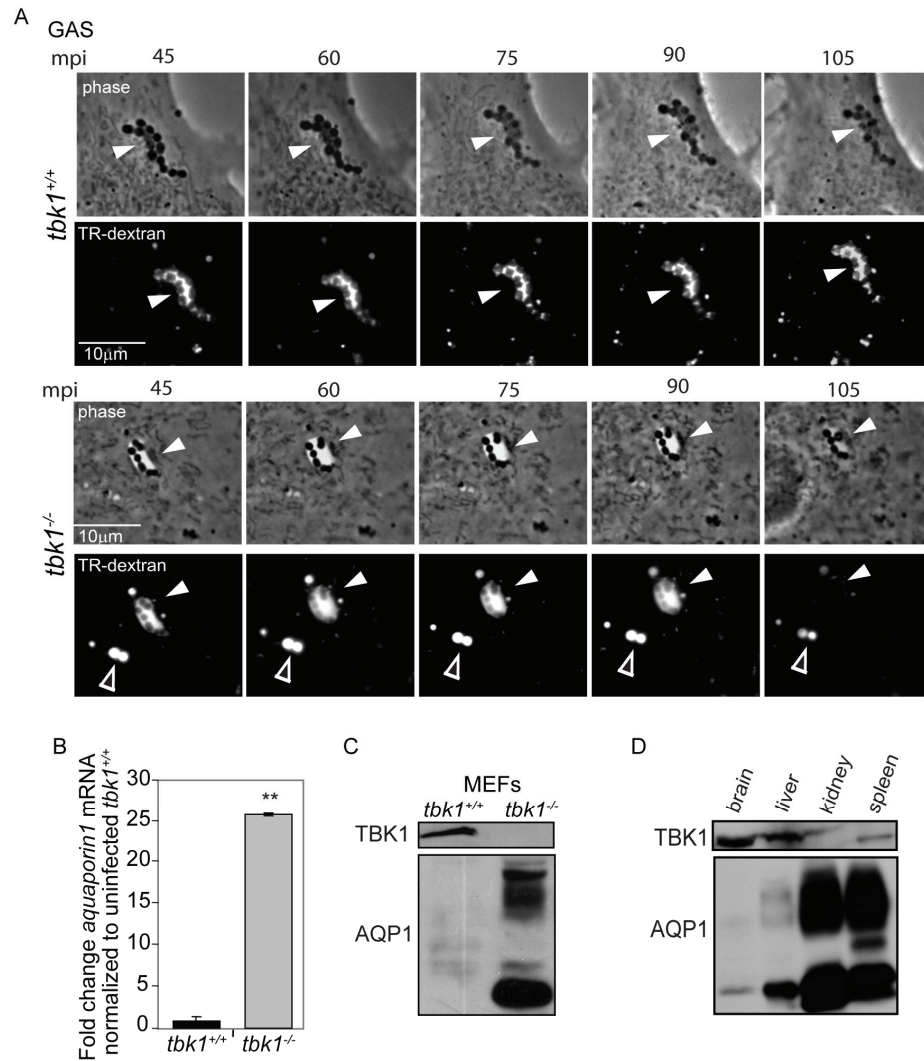 A
GAS
mpi 45 60 75 90 105
phase
tbk1+/+
TR-dextran
10μm
mpi 45 60 75 90 105
phase
10μm
tbk1-/-
TR-dextran
B
Fold change aquaporin1 mRNA
normalized to uninfected tbk1+/+
30
25
20
15
10
5
0
**
tbk1+/+ tbk1-/-
C
MEFs
tbk1+/+ tbk1-/-
TBK1
AQP1
D
brain liver kidney spleen
TBK1
AQP1